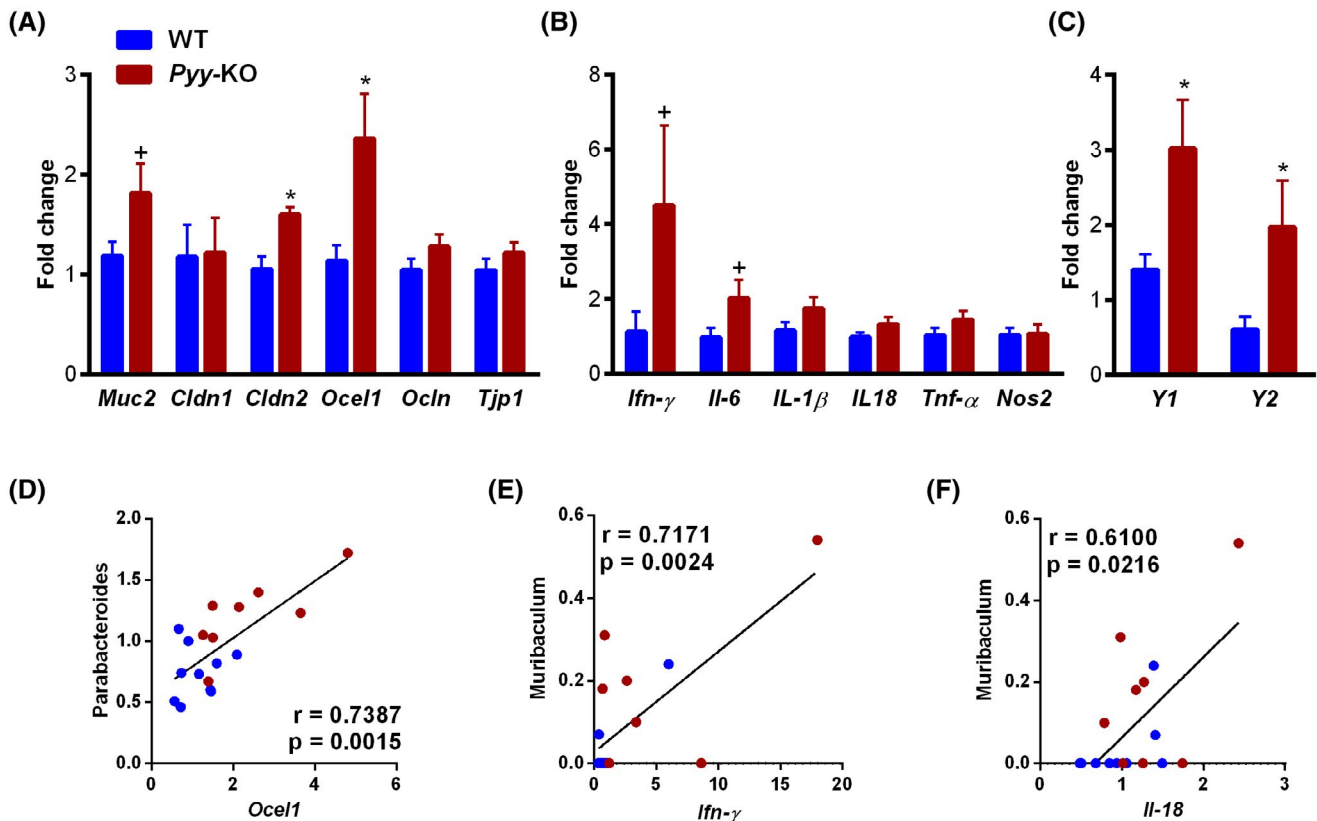 (A)
WT
Pyy-KO
Fold change
3
2
1
0
+
*
*
Muc2 Cldn1 Cldn2 Ocel1 Ocln Tjp1
(B)
Fold change
8
6
4
2
0
+
+
Ifn-γ Il-6 IL-1β IL18 Tnf-α Nos2
(C)
Fold change
4
3
2
1
0
*
*
Y1 Y2
(D)
Parabacteroides
2.0
1.5
1.0
0.5
0.0
r = 0.7387
p = 0.0015
0 2 4 6
Ocel1
(E)
Muribaculum
0.6
0.4
0.2
0.0
r = 0.7171
p = 0.0024
0 5 10 15 20
Ifn-γ
(F)
Muribaculum
0.6
0.4
0.2
0.0
r = 0.6100
p = 0.0216
0 1 2 3
Il-18